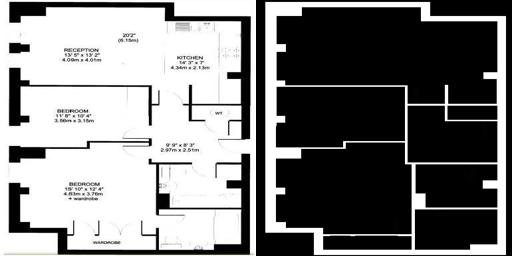 20'2"
(6.15m)
RECEPTION
13' 5" x 13' 2"
4.09m x 4.01m
KITCHEN
14' 3" x 7'
4.34m x 2.13m
BEDROOM
11' 8" x 10' 4"
3.56m x 3.15m
WT
9' 9" x 8' 3"
2.97m x 2.51m
BEDROOM
15' 10" x 12' 4"
4.83m x 3.76m
+ wardrobe
WARDROBE